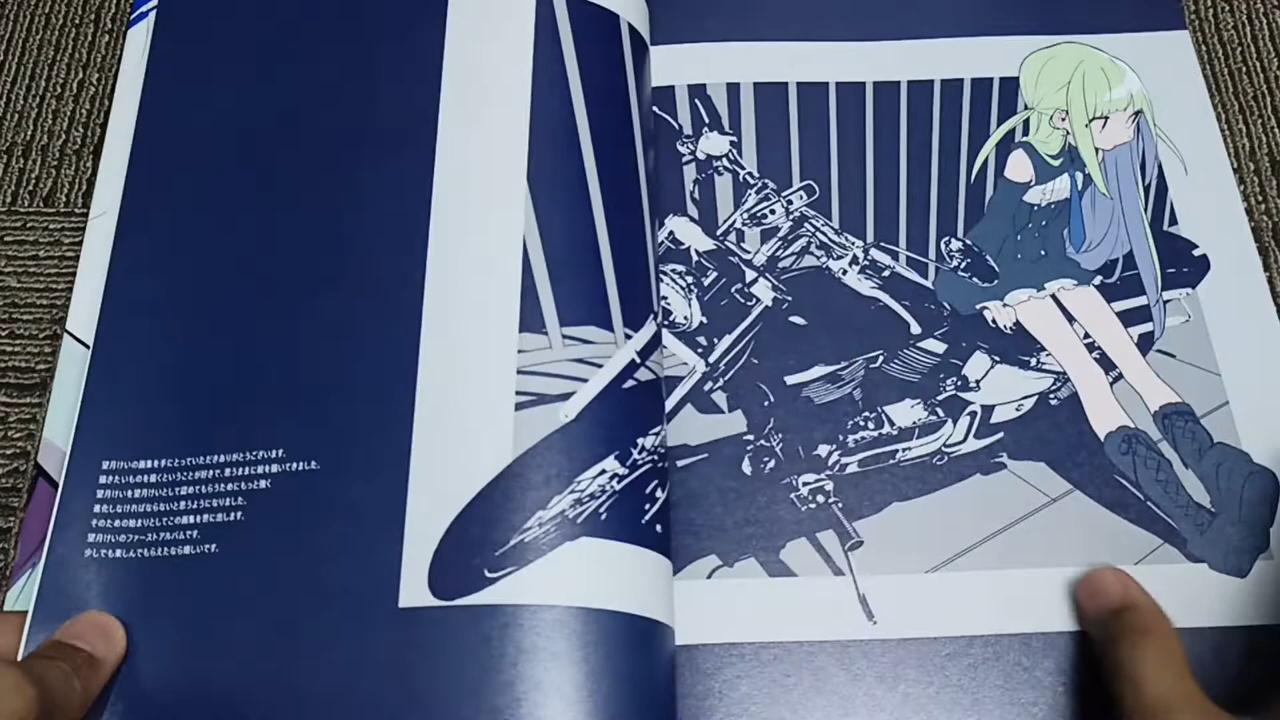 望月けいの画集を手にとっていただきありがとうございます。
描きたいものを描くということが好きで、思うままに絵を描いてきました。
望月けいを望月けいとして認めてもらうためにもっと強く
進化しなければならないと思うようになりました。
そのための始まりとしてこの画集を世に出します。
望月けいのファーストアルバムです。
少しでも楽しんでもらえたなら嬉しいです。